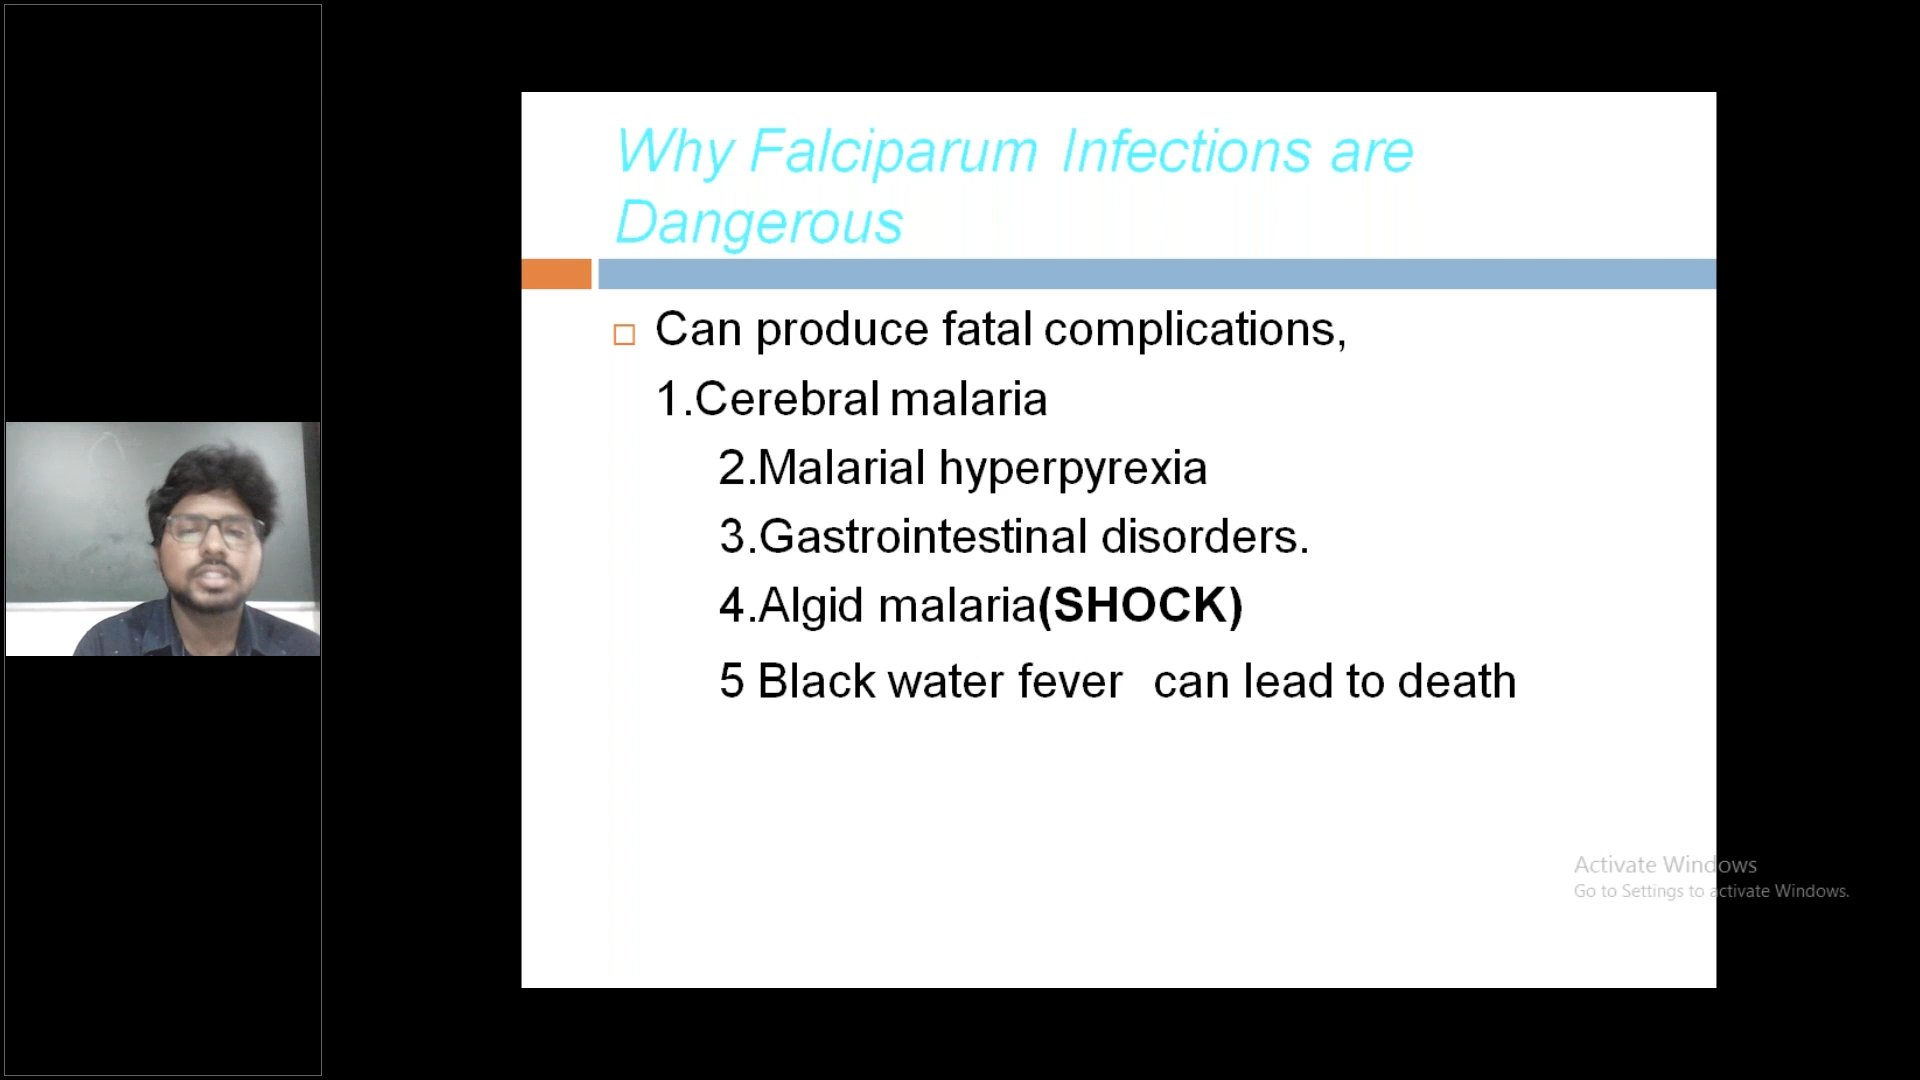 Why Falciparum Infections are
Dangerous
Can produce fatal complications,
1.Cerebral malaria
2.Malarial hyperpyrexia
3.Gastrointestinal disorders.
4.Algid malaria(SHOCK)
5 Black water fever can lead to death
Activate Windows
Go to Settings to activate Windows.